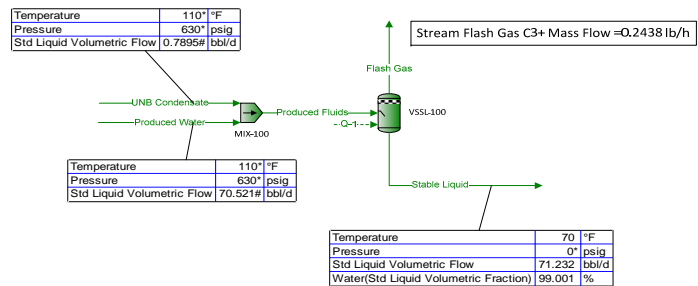 Temperature 110* °F
Pressure 630* psig
Std Liquid Volumetric Flow 0.7895# bbl/d
Stream Flash Gas C3+ Mass Flow =0.2438 lb/h
Flash Gas
UNB Condensate
Produced Water
MIX-100
Produced Fluids
Q-1
VSSL-100
Temperature 110* °F
Pressure 630* psig
Std Liquid Volumetric Flow 70.521# bbl/d
Stable Liquid
Temperature 70 °F
Pressure 0* psig
Std Liquid Volumetric Flow 71.232 bbl/d
Water(Std Liquid Volumetric Fraction) 99.001 %